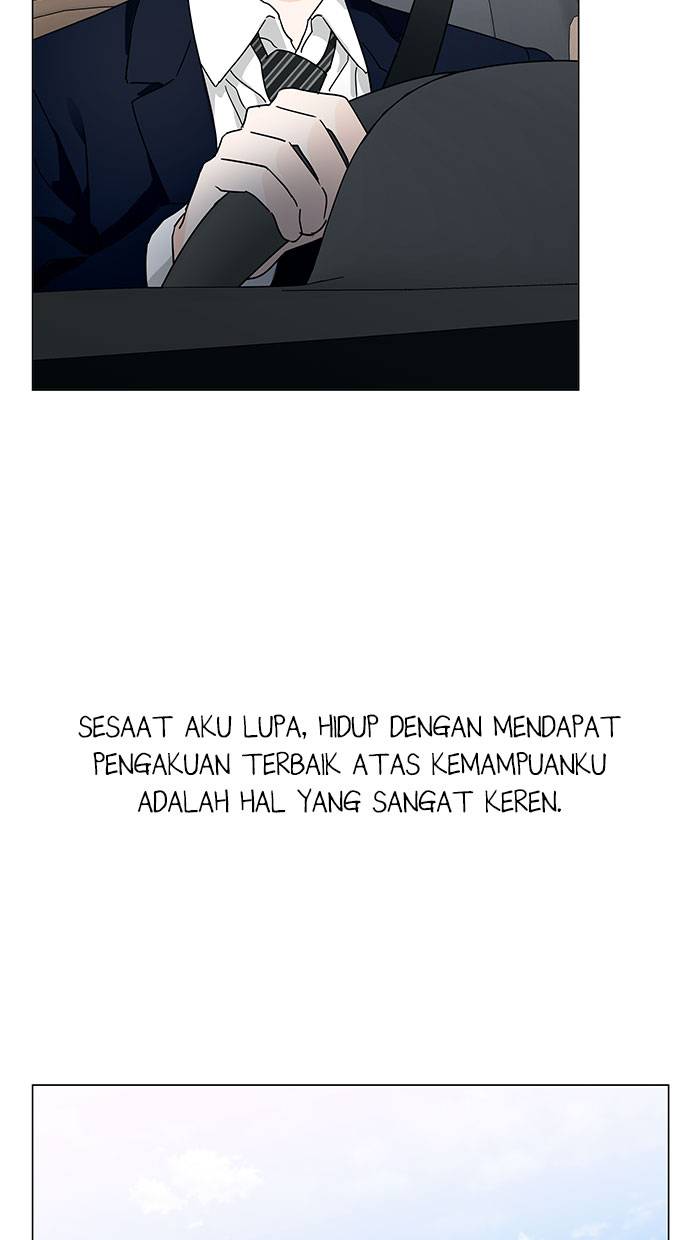 SESAAT AKU LUPA, HIDUP DENGAN MENDAPAT
PENGAKUAN TERBAIK ATAS KEMAMPUANKU
ADALAH HAL YANG SANGAT KEREN.